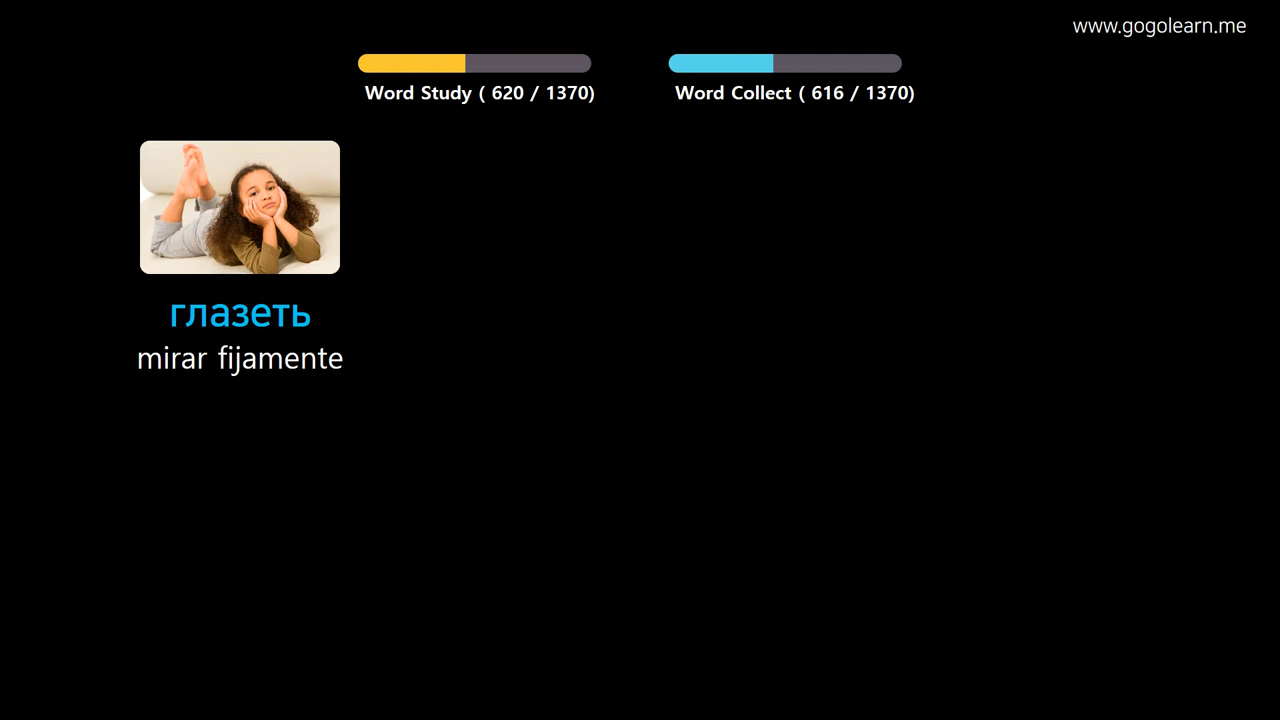 www.gogolearn.me
Word Study ( 620 / 1370)
Word Collect ( 616 / 1370)
глазеть
mirar fijamente